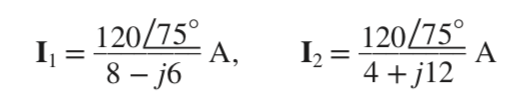 I₁ = 120/75° / (8 − j6) A, I₂ = 120/75° / (4 + j12) A